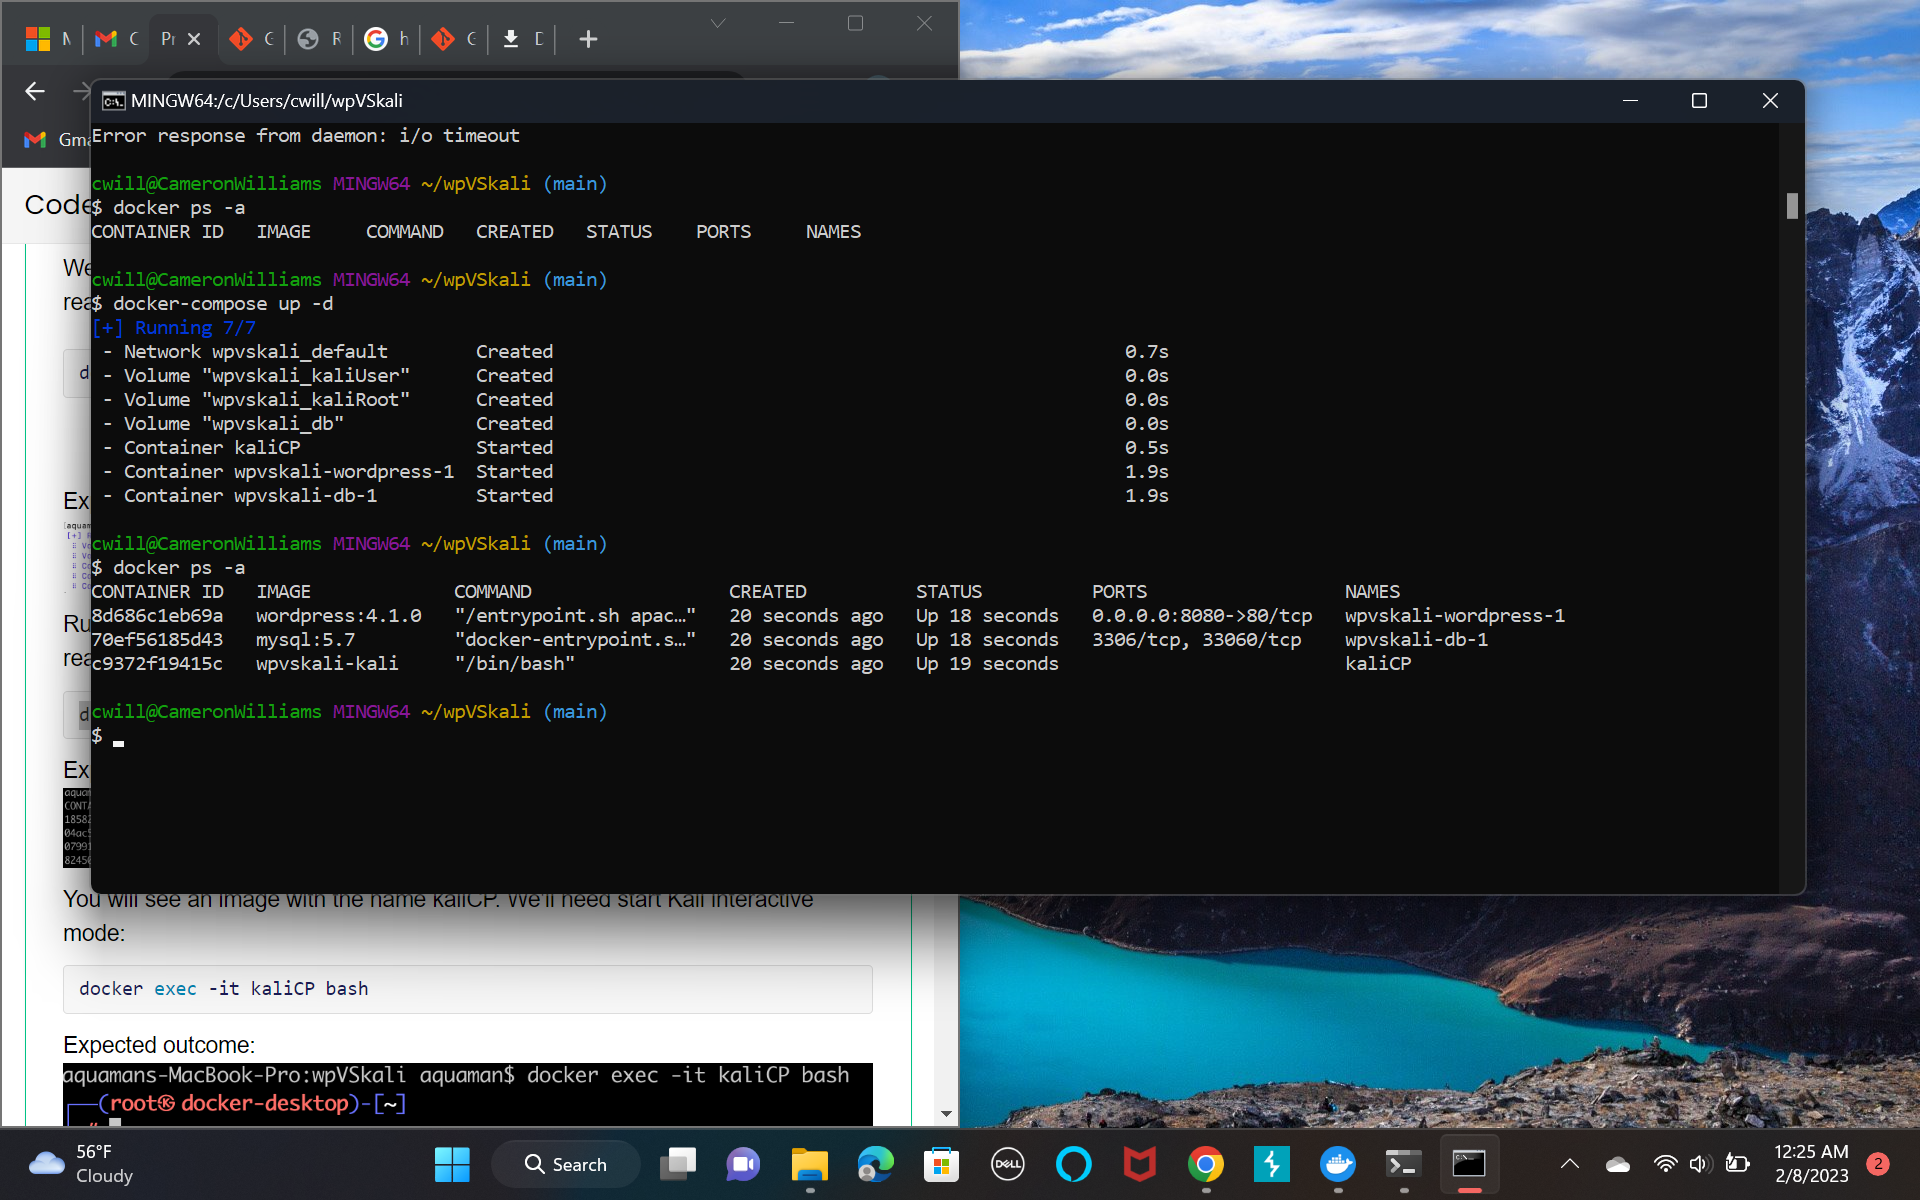 MINGW64:/c/Users/cwill/wpVSkali
Error response from daemon: i/o timeout
cwill@CameronWilliams MINGW64 ~/wpVSkali (main)
$ docker ps -a
CONTAINER ID IMAGE COMMAND CREATED STATUS PORTS NAMES
cwill@CameronWilliams MINGW64 ~/wpVSkali (main)
$ docker-compose up -d
[+] Running 7/7
- Network wpvskali_default Created 0.7s
- Volume "wpvskali_kaliUser" Created 0.0s
- Volume "wpvskali_kaliRoot" Created 0.0s
- Volume "wpvskali_db" Created 0.0s
- Container kaliCP Started 0.5s
- Container wpvskali-wordpress-1 Started 1.9s
- Container wpvskali-db-1 Started 1.9s
cwill@CameronWilliams MINGW64 ~/wpVSkali (main)
$ docker ps -a
CONTAINER ID IMAGE COMMAND CREATED STATUS PORTS NAMES
8d686c1eb69a wordpress:4.1.0 "/entrypoint.sh apac…" 20 seconds ago Up 18 seconds 0.0.0.0:8080->80/tcp wpvskali-wordpress-1
70ef56185d43 mysql:5.7 "docker-entrypoint.s…" 20 seconds ago Up 18 seconds 3306/tcp, 33060/tcp wpvskali-db-1
c9372f19415c wpvskali-kali "/bin/bash" 20 seconds ago Up 19 seconds kaliCP
cwill@CameronWilliams MINGW64 ~/wpVSkali (main)
$
You will see an image with the name kaliCP. We'll need start Kali interactive
mode:
docker exec -it kaliCP bash
Expected outcome:
aquamans-MacBook-Pro:wpVSkali aquaman$ docker exec -it kaliCP bash
(root㉿docker-desktop)-[~]
56°F
Cloudy
Search
DELL
12:25 AM
2/8/2023
2